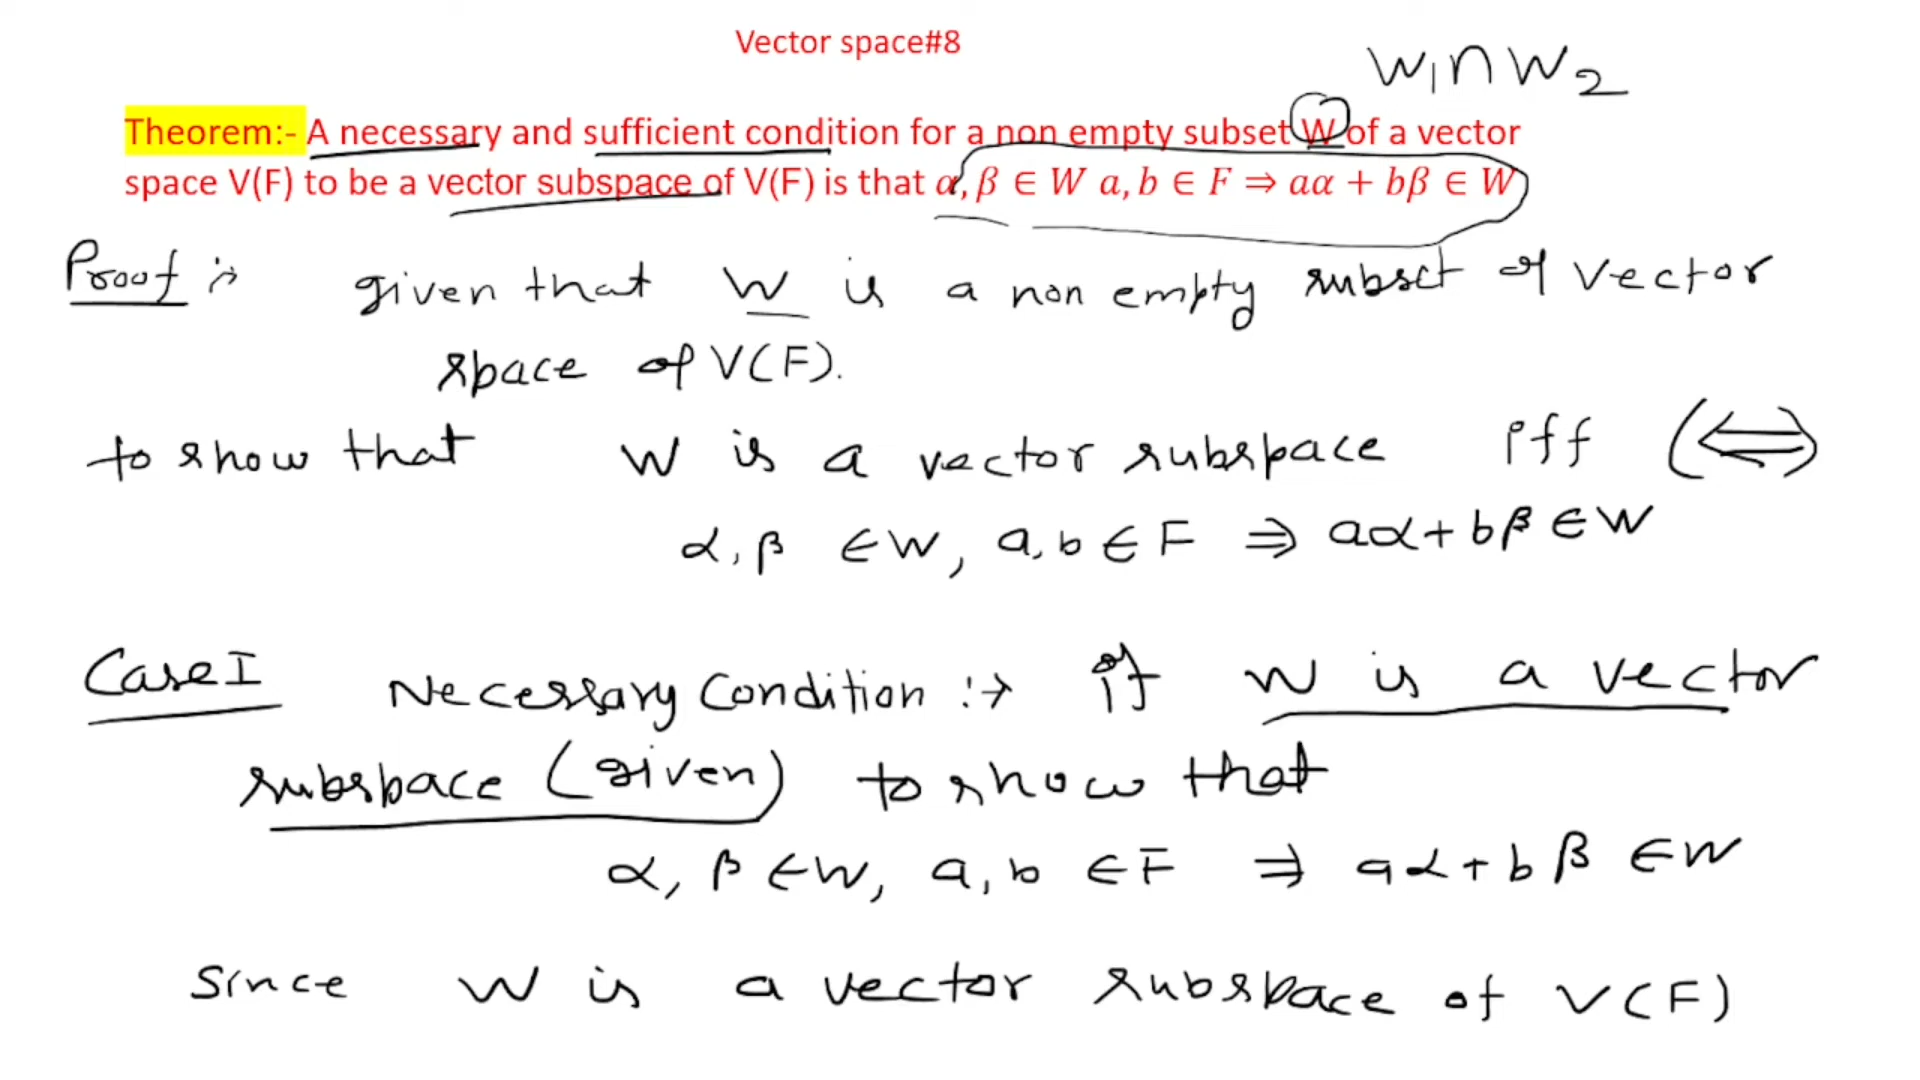 Vector space#8
W₁∩W₂
Theorem:- A necessary and sufficient condition for a non empty subset W of a vector
space V(F) to be a vector subspace of V(F) is that α, β ∈ W a, b ∈ F ⇒ aα + bβ ∈ W
Proof :- given that W is a non empty subset of vector
space of V(F).
to show that W is a vector subspace iff (⇔)
α, β ∈ W, a, b ∈ F ⇒ aα + bβ ∈ W
Case I Necessary Condition :→ if W is a vector
subspace (given) to show that
α, β ∈ W, a, b ∈ F ⇒ aα + b β ∈ W
Since W is a vector subspace of V(F)